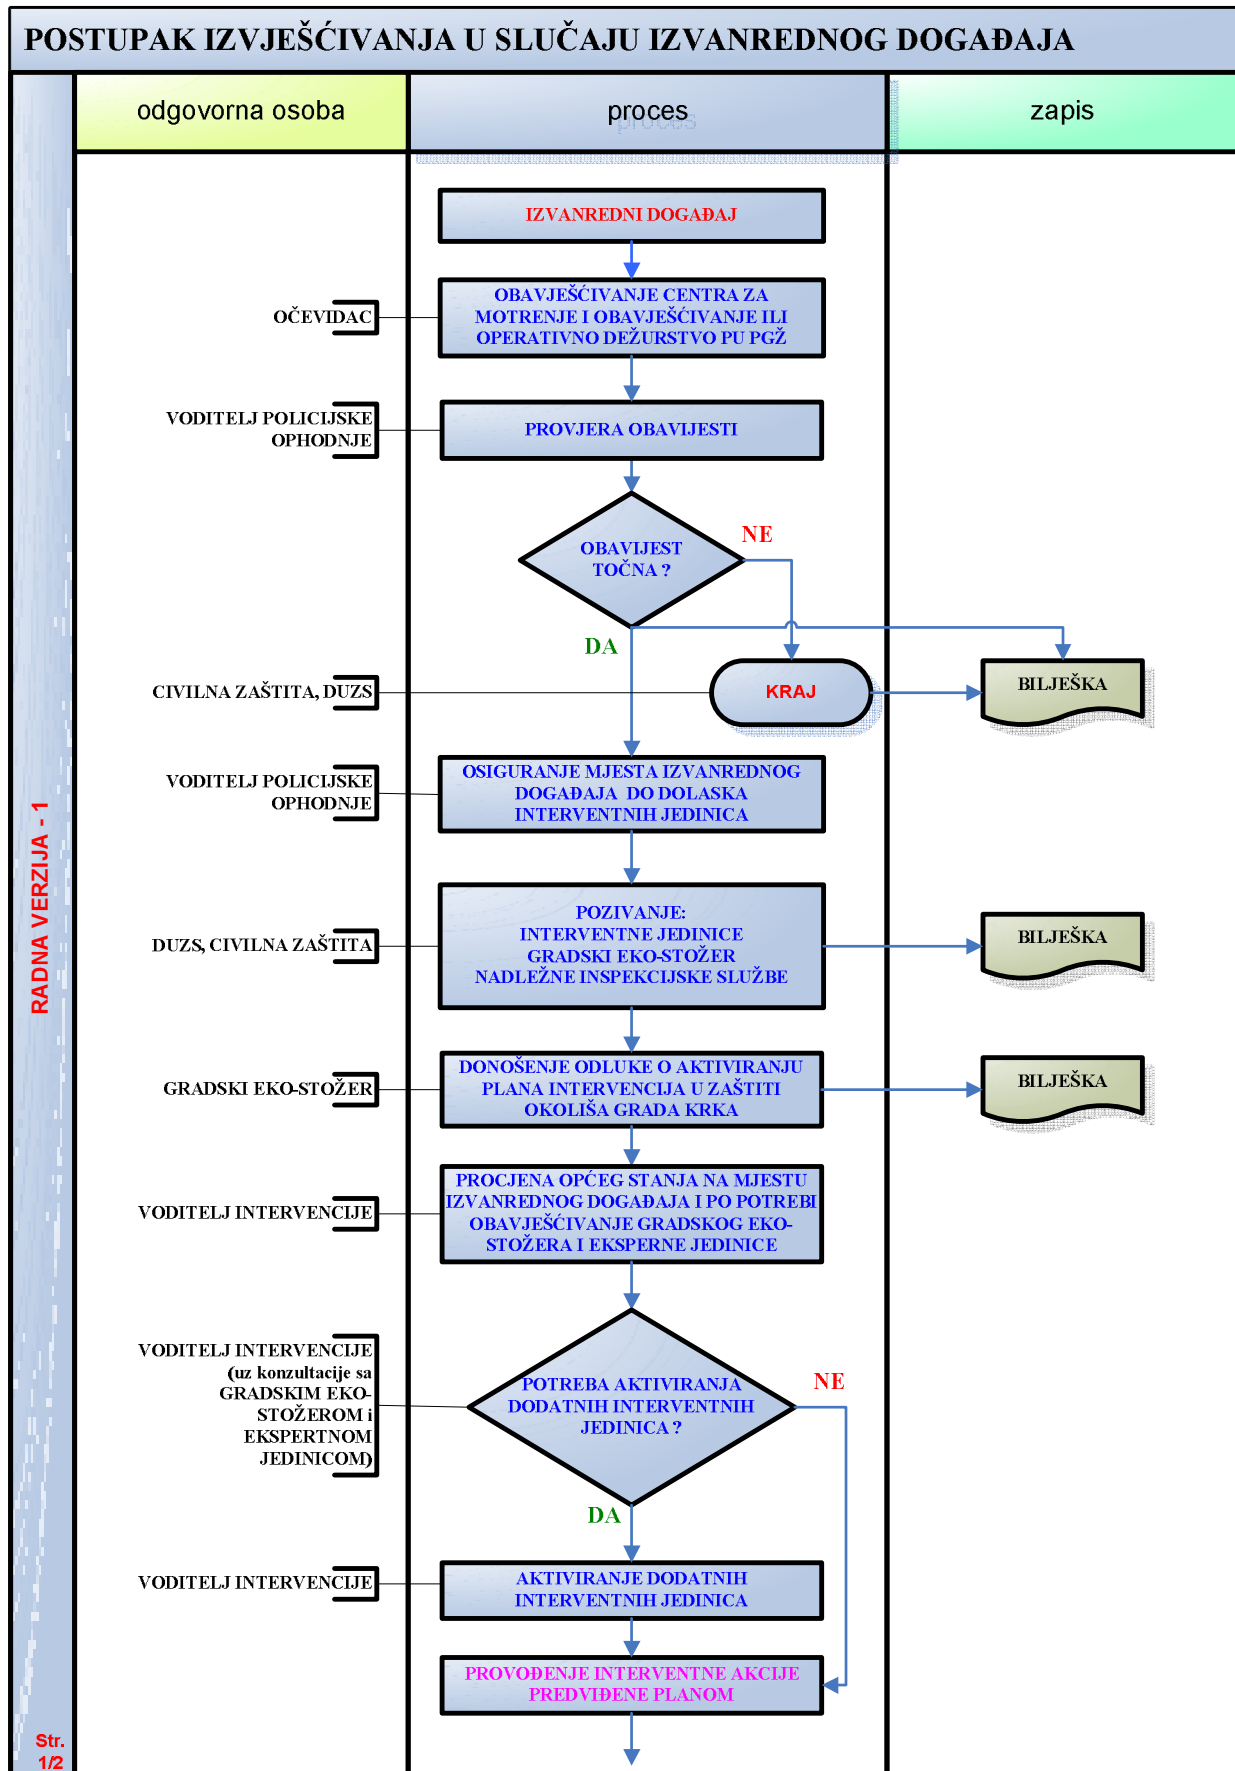 POSTUPAK IZVJEŠĆIVANJA U SLUČAJU IZVANREDNOG DOGAĐAJA
odgovorna osoba
proces
zapis
IZVANREDNI DOGAĐAJ
OČEVIDAC
OBAVJEŠĆIVANJE CENTRA ZA
MOTRENJE I OBAVJEŠĆIVANJE ILI
OPERATIVNO DEŽURSTVO PU PGŽ
VODITELJ POLICIJSKE
OPHODNJE
PROVJERA OBAVIJESTI
OBAVIJEST
TOČNA ?
NE
DA
CIVILNA ZAŠTITA, DUZS
KRAJ
BILJEŠKA
VODITELJ POLICIJSKE
OPHODNJE
OSIGURANJE MJESTA IZVANREDNOG
DOGAĐAJA DO DOLASKA
INTERVENTNIH JEDINICA
DUZS, CIVILNA ZAŠTITA
POZIVANJE:
INTERVENTNE JEDINICE
GRADSKI EKO-STOŽER
NADLEŽNE INSPEKCIJSKE SLUŽBE
BILJEŠKA
GRADSKI EKO-STOŽER
DONOŠENJE ODLUKE O AKTIVIRANJU
PLANA INTERVENCIJA U ZAŠTITI
OKOLIŠA GRADA KRKA
BILJEŠKA
VODITELJ INTERVENCIJE
PROCJENA OPĆEG STANJA NA MJESTU
IZVANREDNOG DOGAĐAJA I PO POTREBI
OBAVJEŠĆIVANJE GRADSKOG EKO-
STOŽERA I EKSPERNE JEDINICE
VODITELJ INTERVENCIJE
(uz konzultacije sa
GRADSKIM EKO-
STOŽEROM i
EKSPERTNOM
JEDINICOM)
POTREBA AKTIVIRANJA
DODATNIH INTERVENTNIH
JEDINICA ?
NE
DA
VODITELJ INTERVENCIJE
AKTIVIRANJE DODATNIH
INTERVENTNIH JEDINICA
PROVOĐENJE INTERVENTNE AKCIJE
PREDVIĐENE PLANOM
RADNA VERZIJA - 1
Str.
1/2